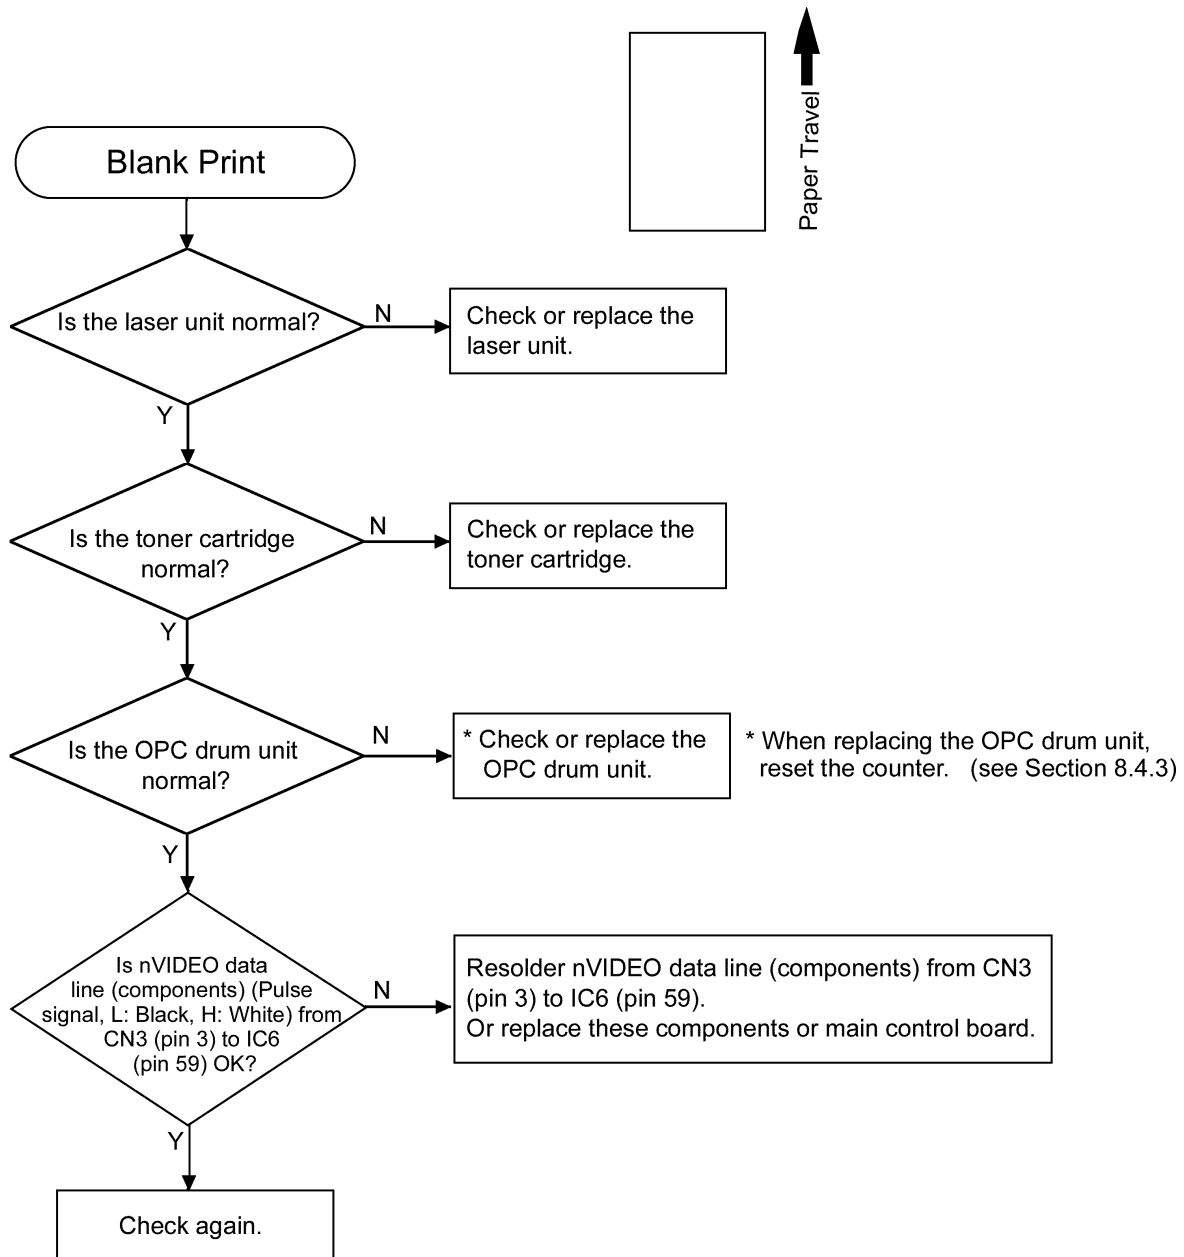 Paper Travel
Blank Print
Is the laser unit normal?
N
Check or replace the
laser unit.
Y
Is the toner cartridge
normal?
N
Check or replace the
toner cartridge.
Y
Is the OPC drum unit
normal?
N
* Check or replace the
OPC drum unit.
* When replacing the OPC drum unit,
reset the counter. (see Section 8.4.3)
Y
Is nVIDEO data
line (components) (Pulse
signal, L: Black, H: White) from
CN3 (pin 3) to IC6
(pin 59) OK?
N
Resolder nVIDEO data line (components) from CN3
(pin 3) to IC6 (pin 59).
Or replace these components or main control board.
Y
Check again.